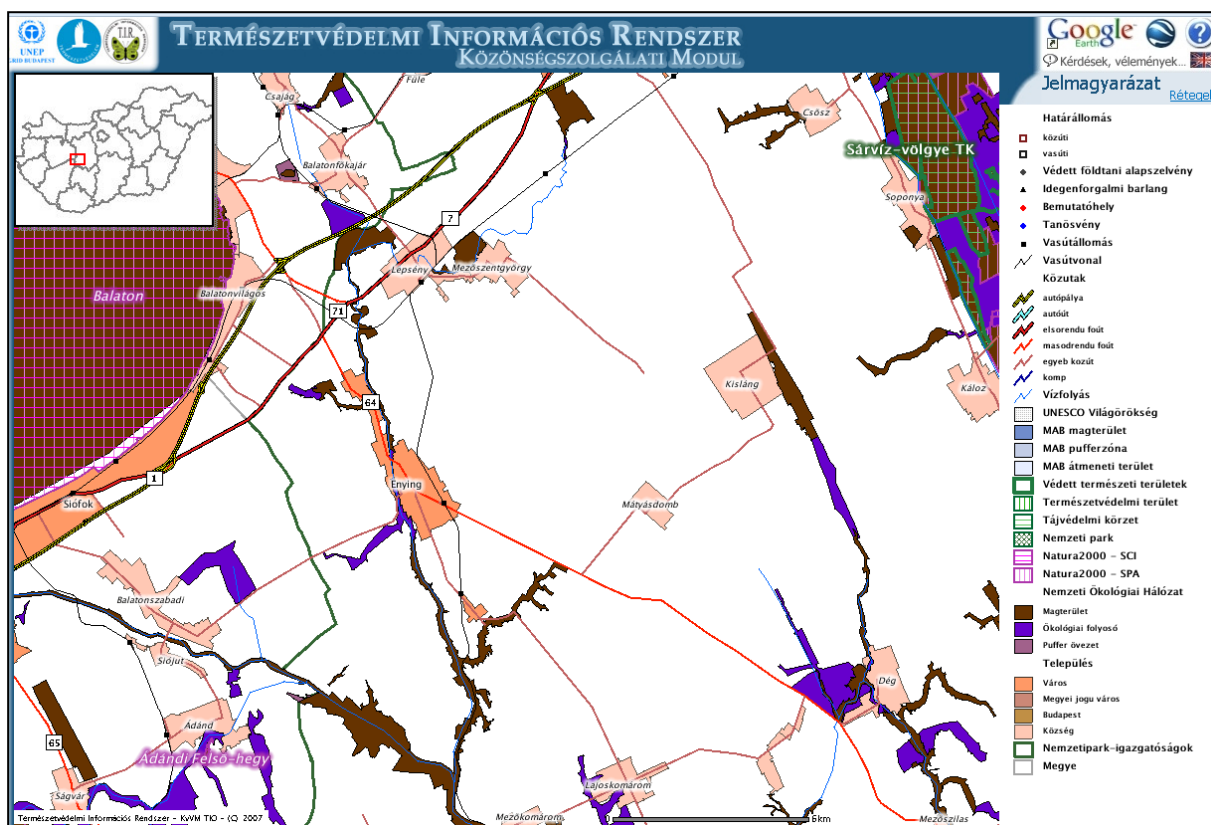 UNEP
GRID BUDAPEST
T.I.R.
TERMÉSZETVÉDELMI INFORMÁCIÓS RENDSZER
KÖZÖNSÉGSZOLGÁLATI MODUL
Google
Earth
?
Kérdések, vélemények...
Jelmagyarázat
Rétegek
Határállomás
közúti
vasúti
Védett földtani alapszelvény
Idegenforgalmi barlang
Bemutatóhely
Tanösvény
Vasútállomás
Vasútvonal
Közutak
autópálya
autóút
elsorendu foút
masodrendu foút
egyeb kozút
komp
Vízfolyás
UNESCO Világörökség
MAB magterület
MAB pufferzóna
MAB átmeneti terület
Védett természeti területek
Természetvédelmi terület
Tájvédelmi körzet
Nemzeti park
Natura2000 - SCI
Natura2000 - SPA
Nemzeti Ökológiai Hálózat
Magterület
Ökológiai folyosó
Puffer övezet
Település
Város
Megyei jogu város
Budapest
Község
Nemzetipark-igazgatóságok
Megye
Csajág
Füle
Balatonfőkajár
Csősz
Sárvíz-völgye TK
Soponya
7
Lepsény
Mezőszentgyörgy
Balaton
Balatonvilágos
71
Kisláng
Káloz
64
Enying
1
Siófok
Mátyásdomb
Balatonszabadi
Siójut
Dég
Ádánd
65
Ádándi Felső-hegy
Ságvár
Lajoskomárom
Mezőkomárom
0
5km
Mezőszilas
Természetvédelmi Információs Rendszer - KvVM TIO - (C) 2007